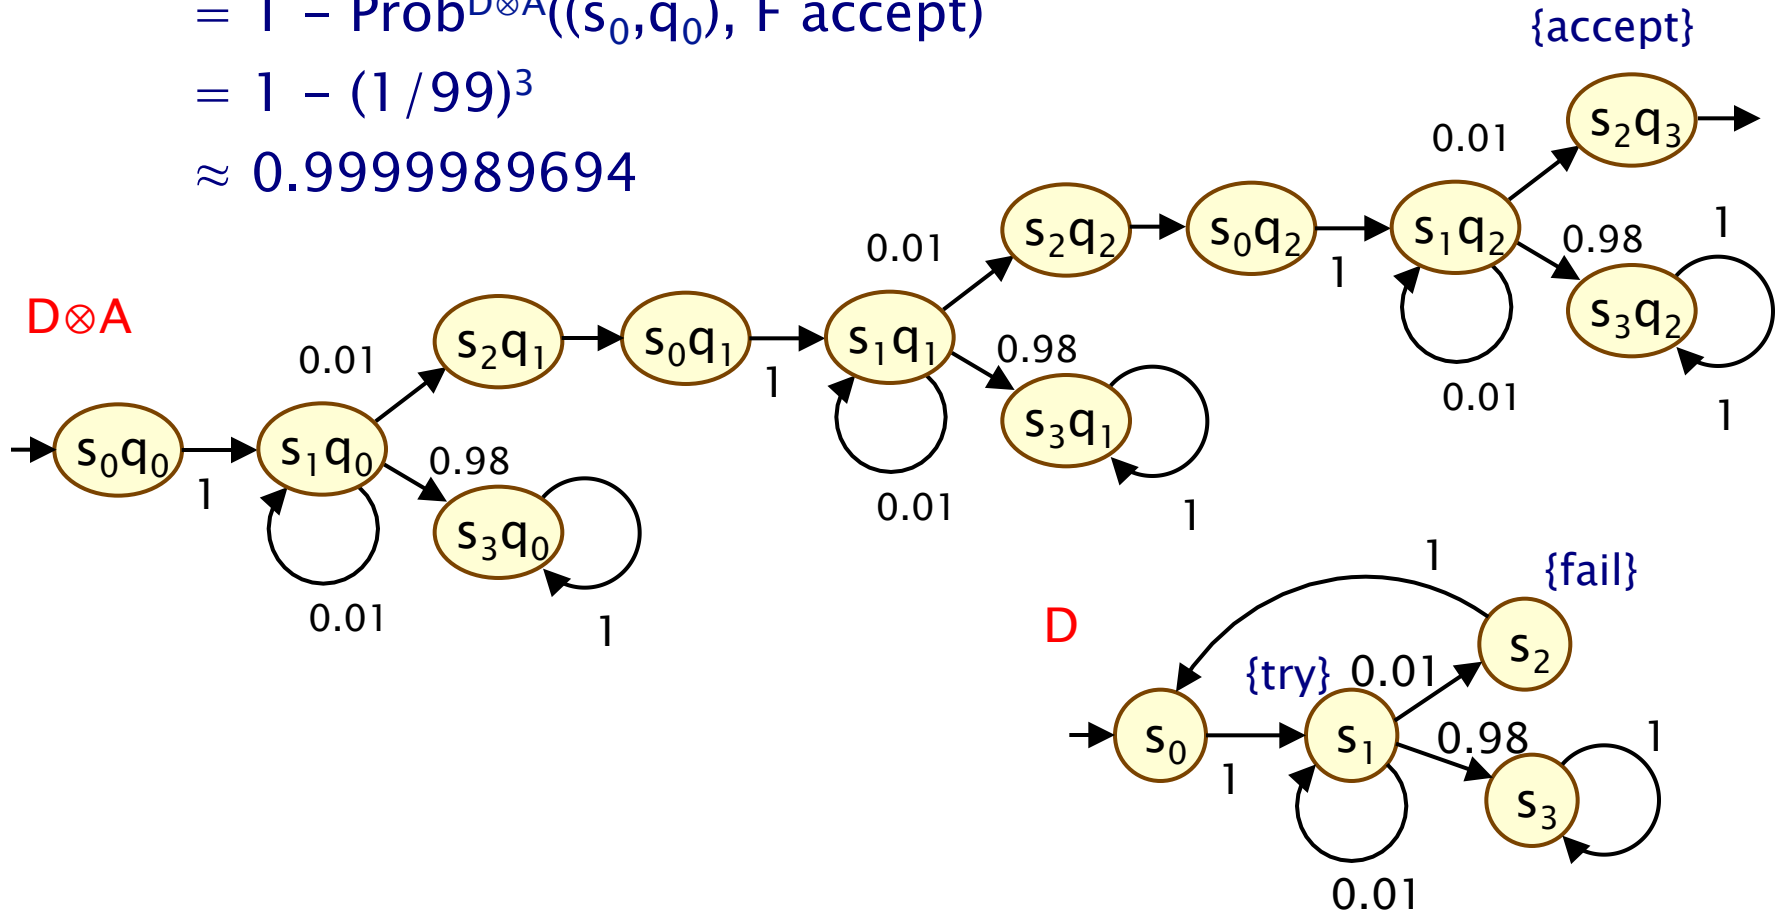 = 1 – Prob^D⊗A((s₀,q₀), F accept)
= 1 – (1/99)³
≈ 0.9999989694
{accept}
s₂q₃
0.01
s₂q₂
s₀q₂
1
s₁q₂
0.98
1
0.01
s₃q₂
1
0.01
D⊗A
s₂q₁
s₀q₁
1
s₁q₁
0.98
0.01
s₃q₁
1
0.01
s₀q₀
1
s₁q₀
0.98
0.01
s₃q₀
1
D
1
{fail}
s₂
{try}
0.01
s₀
1
s₁
0.98
1
s₃
0.01